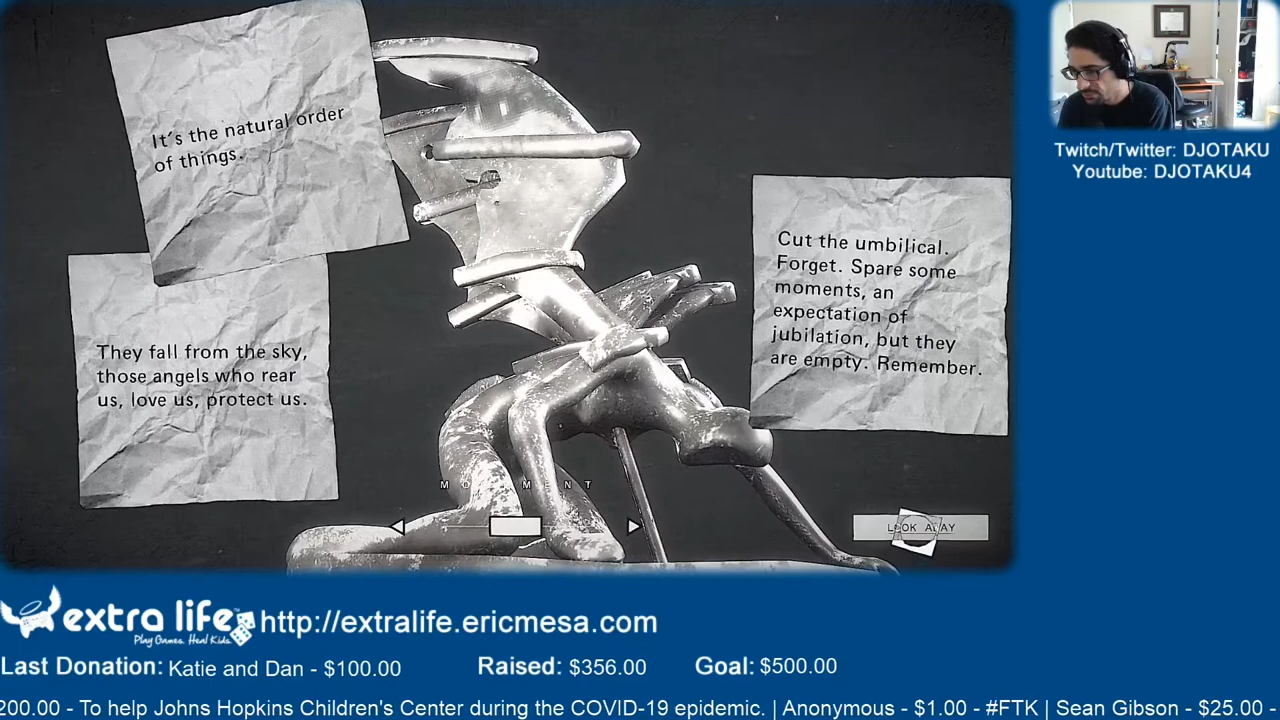 It's the natural order
of things.
They fall from the sky,
those angels who rear
us, love us, protect us.
Cut the umbilical.
Forget. Spare some
moments, an
expectation of
jubilation, but they
are empty. Remember.
LOOK AWAY
Twitch/Twitter: DJOTAKU
Youtube: DJOTAKU4
extra life
Play Games. Heal Kids.
http://extralife.ericmesa.com
Last Donation: Katie and Dan - $100.00
Raised: $356.00
Goal: $500.00
200.00 - To help Johns Hopkins Children's Center during the COVID-19 epidemic. | Anonymous - $1.00 - #FTK | Sean Gibson - $25.00 -